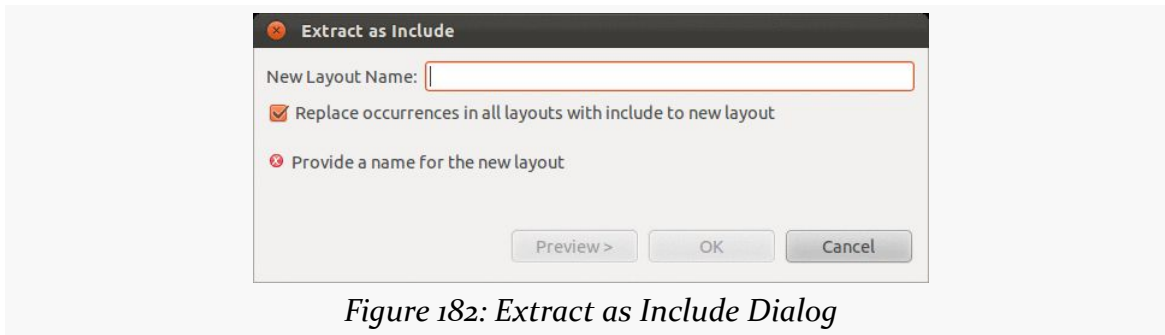 Extract as Include
New Layout Name:
Replace occurrences in all layouts with include to new layout
Provide a name for the new layout
Preview > OK Cancel
Figure 182: Extract as Include Dialog